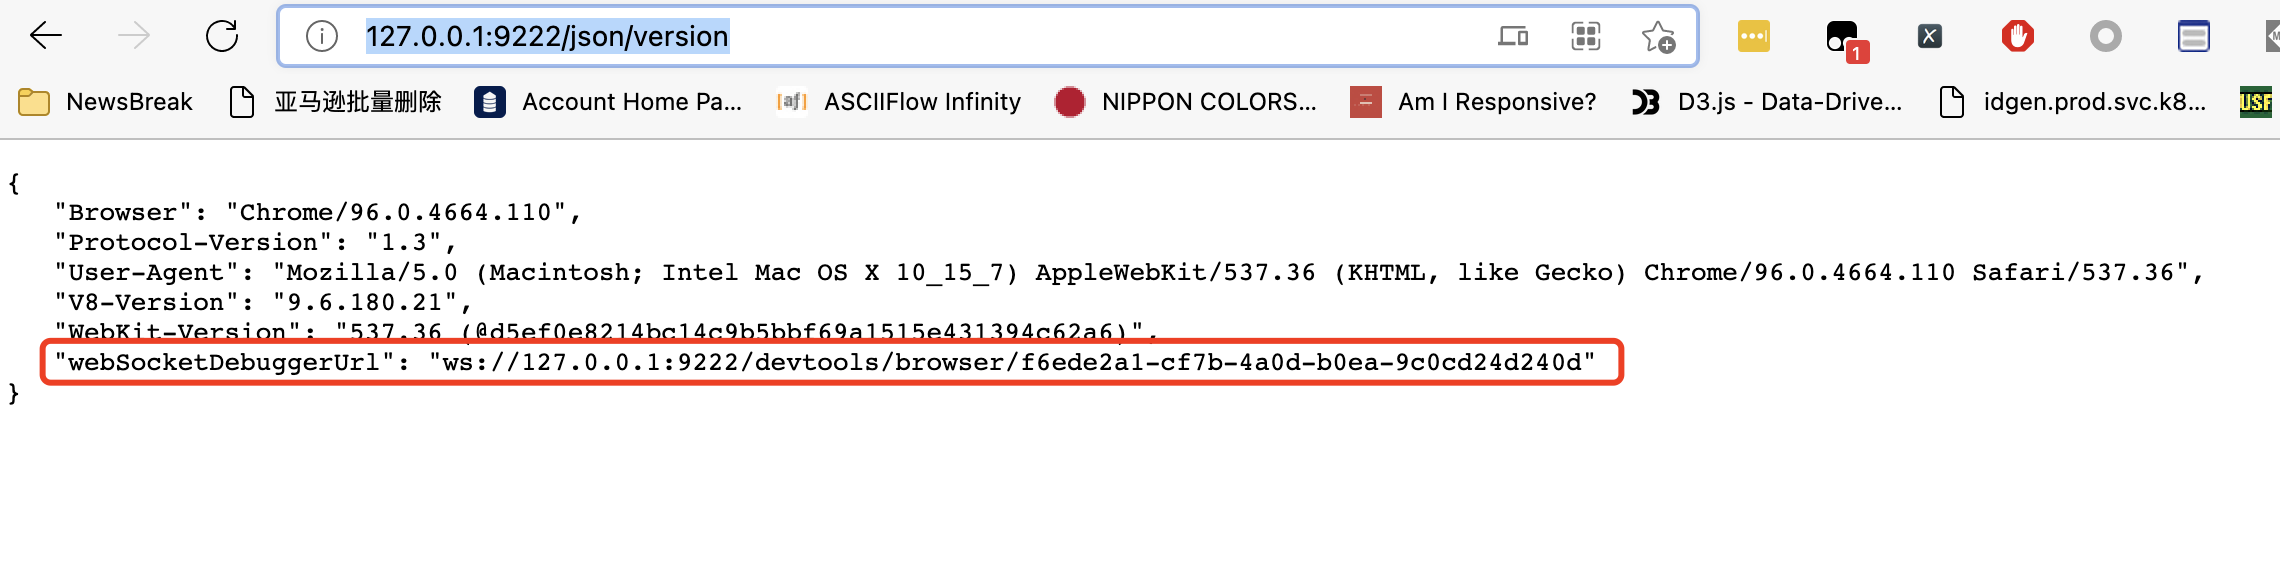 127.0.0.1:9222/json/version
1
NewsBreak 亚马逊批量删除 Account Home Pa... [af] ASCIIFlow Infinity NIPPON COLORS... Am I Responsive? D3.js - Data-Drive... idgen.prod.svc.k8... USF
{
"Browser": "Chrome/96.0.4664.110",
"Protocol-Version": "1.3",
"User-Agent": "Mozilla/5.0 (Macintosh; Intel Mac OS X 10_15_7) AppleWebKit/537.36 (KHTML, like Gecko) Chrome/96.0.4664.110 Safari/537.36",
"V8-Version": "9.6.180.21",
"WebKit-Version": "537.36 (@d5ef0e8214bc14c9b5bbf69a1515e431394c62a6)",
"webSocketDebuggerUrl": "ws://127.0.0.1:9222/devtools/browser/f6ede2a1-cf7b-4a0d-b0ea-9c0cd24d240d"
}